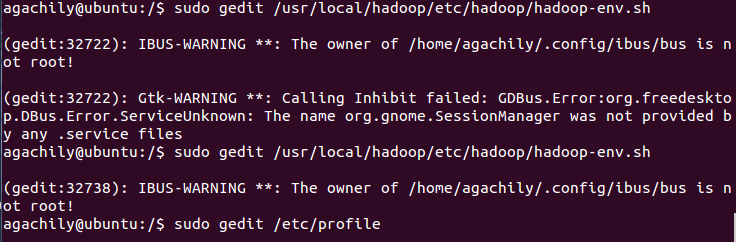 agachily@ubuntu:/$ sudo gedit /usr/local/hadoop/etc/hadoop/hadoop-env.sh
(gedit:32722): IBUS-WARNING **: The owner of /home/agachily/.config/ibus/bus is n
ot root!
(gedit:32722): Gtk-WARNING **: Calling Inhibit failed: GDBus.Error:org.freedeskto
p.DBus.Error.ServiceUnknown: The name org.gnome.SessionManager was not provided b
y any .service files
agachily@ubuntu:/$ sudo gedit /usr/local/hadoop/etc/hadoop/hadoop-env.sh
(gedit:32738): IBUS-WARNING **: The owner of /home/agachily/.config/ibus/bus is n
ot root!
agachily@ubuntu:/$ sudo gedit /etc/profile